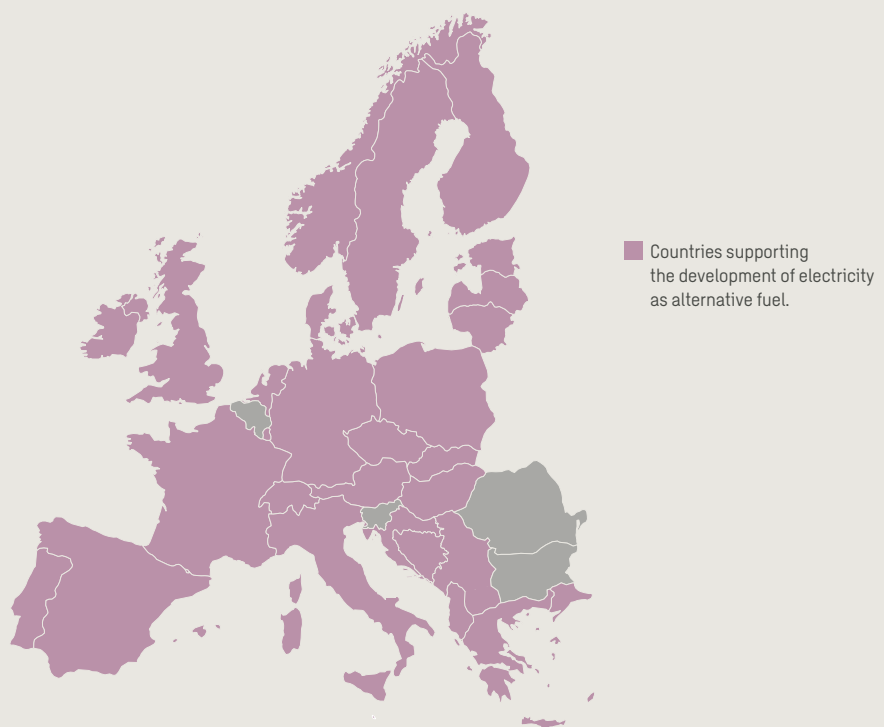 Countries supporting
the development of electricity
as alternative fuel.